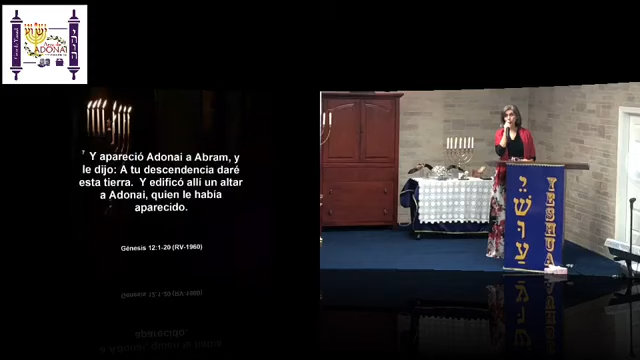 ישוע
ADONAI
7 Y apareció Adonai a Abram, y
le dijo: A tu descendencia daré
esta tierra. Y edificó allí un altar
a Adonai, quien le había
aparecido.
Génesis 12:1-20 (RV-1960)
יֵשׁוּעַ
YESHUA